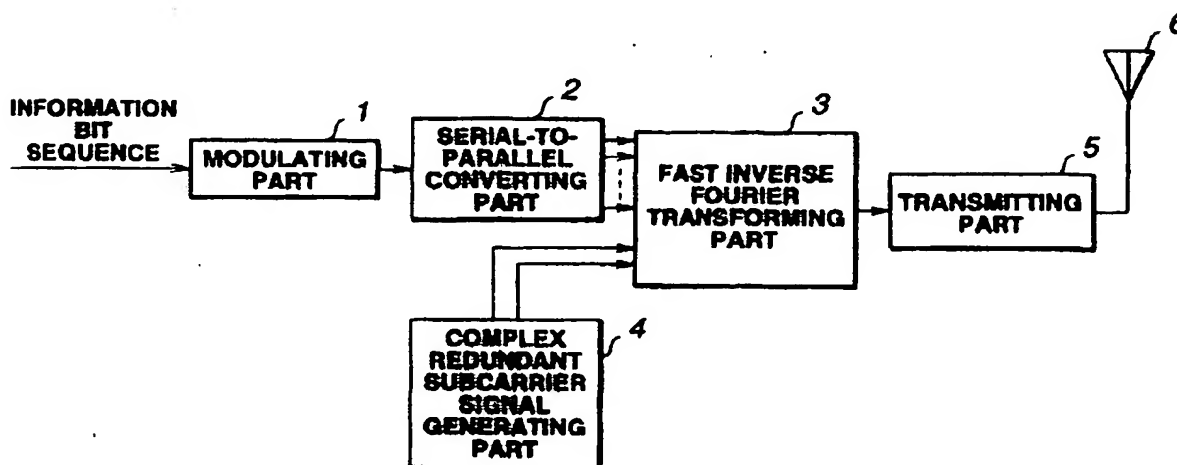 INFORMATION
BIT
SEQUENCE
1
MODULATING
PART
2
SERIAL-TO-
PARALLEL
CONVERTING
PART
3
FAST INVERSE
FOURIER
TRANSFORMING
PART
4
COMPLEX
REDUNDANT
SUBCARRIER
SIGNAL
GENERATING
PART
5
TRANSMITTING
PART
6